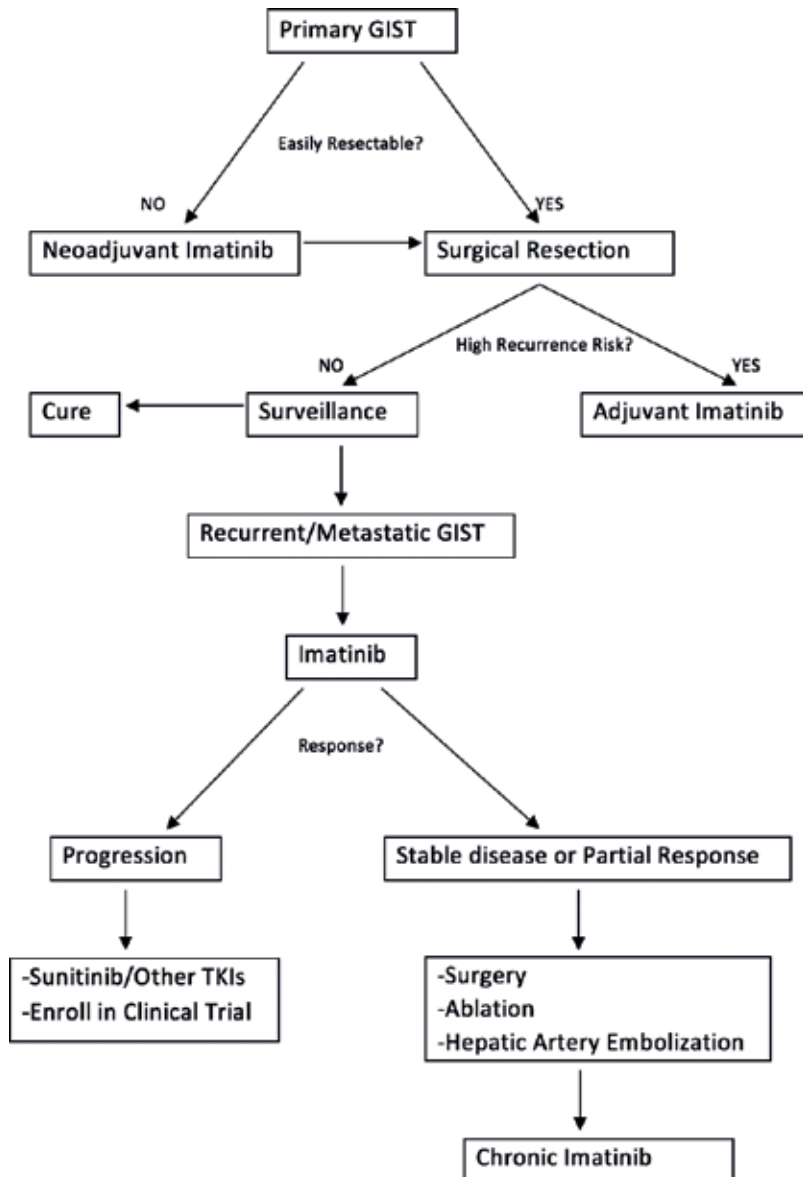 Primary GIST
Easily Resectable?
NO
YES
Neoadjuvant Imatinib
Surgical Resection
High Recurrence Risk?
NO
YES
Cure
Surveillance
Adjuvant Imatinib
Recurrent/Metastatic GIST
Imatinib
Response?
Progression
Stable disease or Partial Response
-Sunitinib/Other TKIs
-Enroll in Clinical Trial
-Surgery
-Ablation
-Hepatic Artery Embolization
Chronic Imatinib